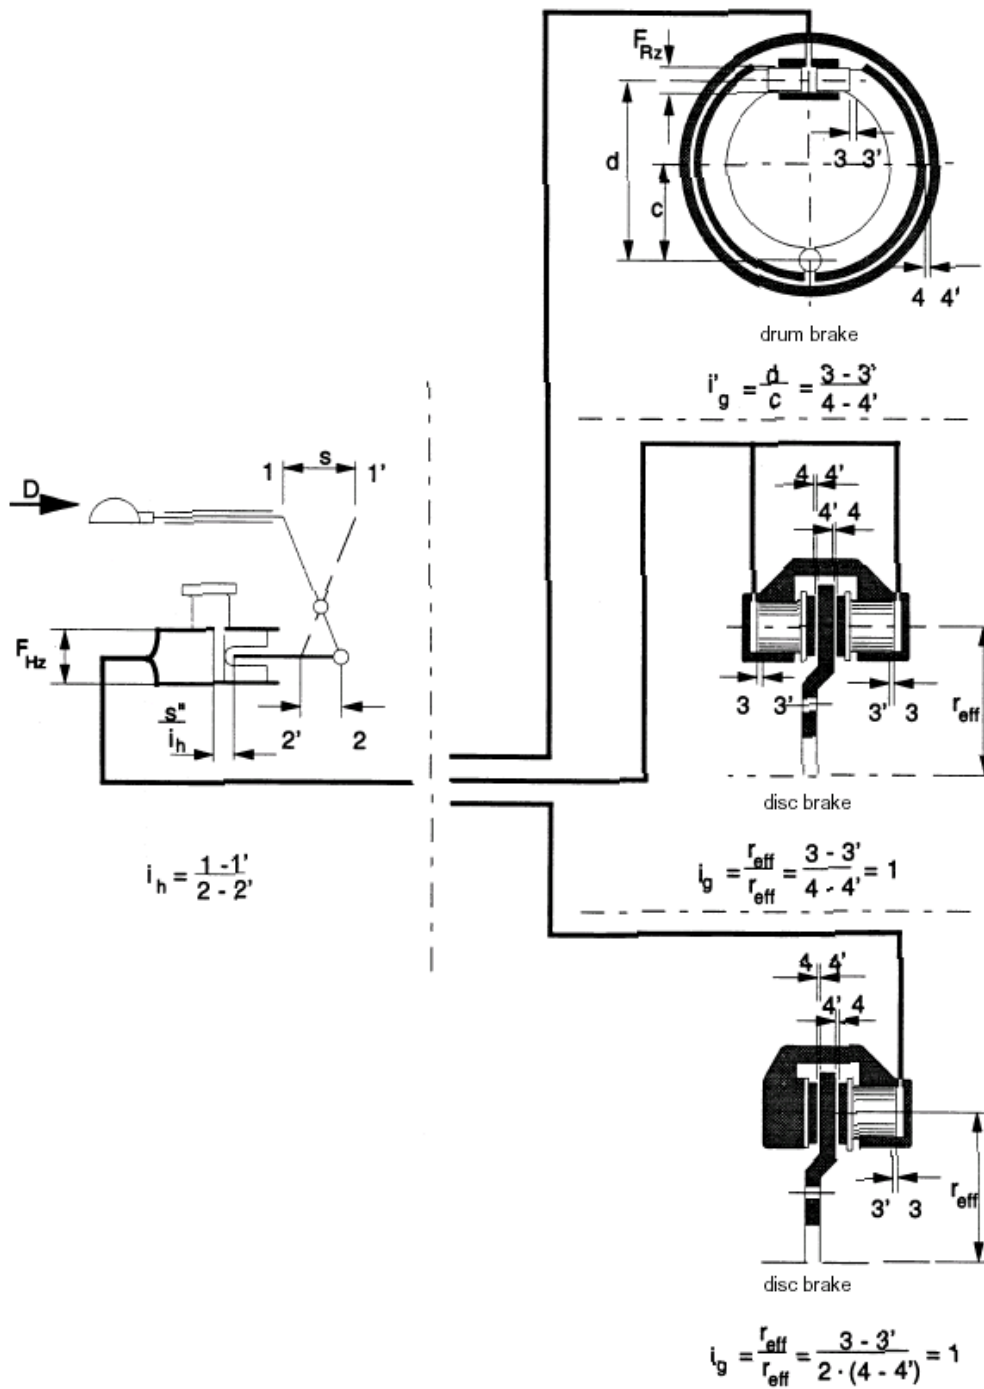 F_Rz
d
c
3 3'
4 4'
drum brake
i'_g = d/c = (3 - 3')/(4 - 4')
D
1 s 1'
F_Hz
s"/i_h
2' 2
i_h = (1 - 1')/(2 - 2')
4 4'
4' 4
3 3'
3' 3
r_eff
disc brake
i_g = r_eff/r_eff = (3 - 3')/(4 - 4') = 1
4 4'
4' 4
3' 3
r_eff
disc brake
i_g = r_eff/r_eff = (3 - 3')/(2 · (4 - 4')) = 1